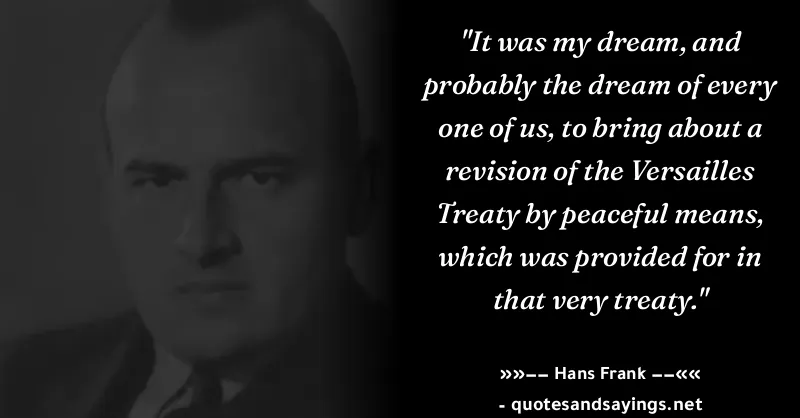 "It was my dream, and
probably the dream of every
one of us, to bring about a
revision of the Versailles
Treaty by peaceful means,
which was provided for in
that very treaty."
»»−− Hans Frank −−««
- quotesandsayings.net